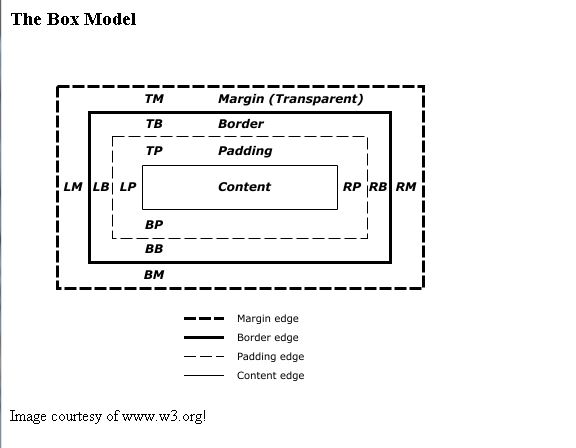 The Box Model
TM Margin (Transparent)
TB Border
TP Padding
LM LB LP Content RP RB RM
BP
BB
BM
Margin edge
Border edge
Padding edge
Content edge
Image courtesy of www.w3.org!